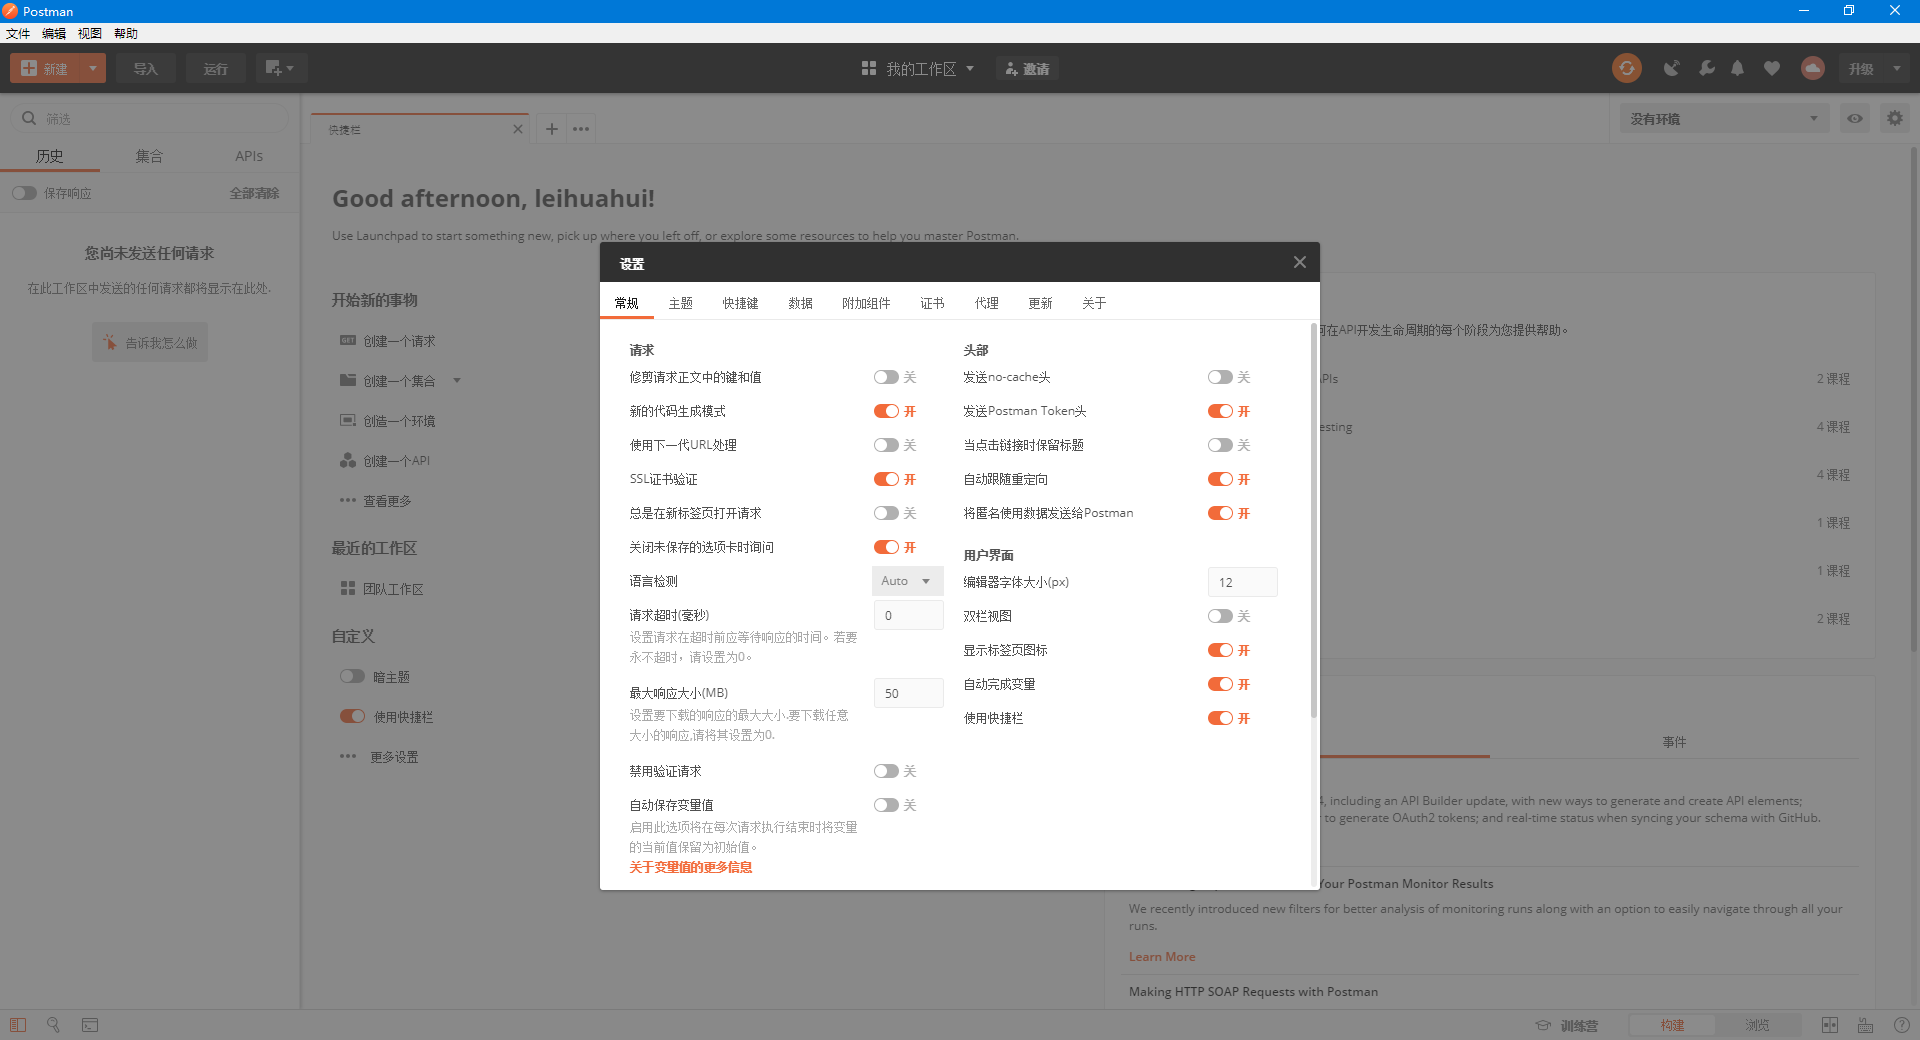 Postman
文件 编辑 视图 帮助
新建 导入 运行 我的工作区 邀请 升级
筛选
快捷栏
没有环境
历史 集合 APIs
保存响应 全部清除
您尚未发送任何请求
在此工作区中发送的任何请求都将显示在此处.
告诉我怎么做
Good afternoon, leihuahui!
Use Launchpad to start something new, pick up where you left off, or explore some resources to help you master Postman.
开始新的事物
GET 创建一个请求
创建一个集合
创造一个环境
创建一个API
查看更多
最近的工作区
团队工作区
自定义
暗主题
使用快捷栏
更多设置
设置
常规 主题 快捷键 数据 附加组件 证书 代理 更新 关于
请求
修剪请求正文中的键和值 关
新的代码生成模式 开
使用下一代URL处理 关
SSL证书验证 开
总是在新标签页打开请求 关
关闭未保存的选项卡时询问 开
语言检测 Auto
请求超时(毫秒) 0
设置请求在超时前应等待响应的时间。若要
永不超时，请设置为0。
最大响应大小(MB) 50
设置要下载的响应的最大大小.要下载任意
大小的响应,请将其设置为0.
禁用验证请求 关
自动保存变量值 关
启用此选项将在每次请求执行结束时将变量
的当前值保留为初始值。
关于变量值的更多信息
头部
发送no-cache头 关
发送Postman Token头 开
当点击链接时保留标题 关
自动跟随重定向 开
将匿名使用数据发送给Postman 开
用户界面
编辑器字体大小(px) 12
双栏视图 关
显示标签页图标 开
自动完成变量 开
使用快捷栏 开
在API开发生命周期的每个阶段为您提供帮助。
PIs 2 课程
esting 4 课程
4 课程
1 课程
1 课程
2 课程
事件
4, including an API Builder update, with new ways to generate and create API elements;
to generate OAuth2 tokens; and real-time status when syncing your schema with GitHub.
Your Postman Monitor Results
We recently introduced new filters for better analysis of monitoring runs along with an option to easily navigate through all your
runs.
Learn More
Making HTTP SOAP Requests with Postman
训练营 构建 浏览